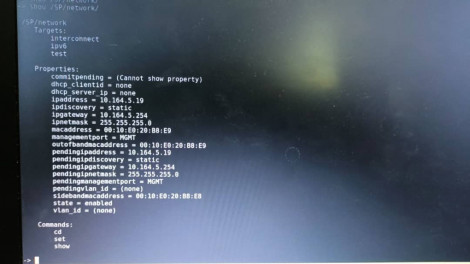 show /SP/network/
/SP/network
Targets:
interconnect
ipv6
test
Properties:
commitpending = (Cannot show property)
dhcp_clientid = none
dhcp_server_ip = none
ipaddress = 10.164.5.19
ipdiscovery = static
ipgateway = 10.164.5.254
ipnetmask = 255.255.255.0
macaddress = 00:10:E0:20:B8:E9
managementport = MGMT
outofbandmacaddress = 00:10:E0:20:B8:E9
pendingipaddress = 10.164.5.19
pendingipdiscovery = static
pendingipgateway = 10.164.5.254
pendingipnetmask = 255.255.255.0
pendingmanagementport = MGMT
pendingvlan_id = (none)
sidebandmacaddress = 00:10:E0:20:B8:E8
state = enabled
vlan_id = (none)
Commands:
cd
set
show
->